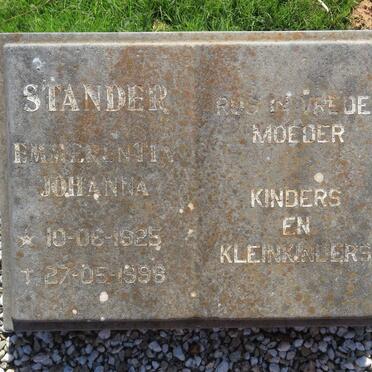 STANDER
EMMERENTIA
JOHANNA
* 10-06-1925
† 27-05-1998
RUS IN VREDE
MOEDER
KINDERS
EN
KLEINKINDERS